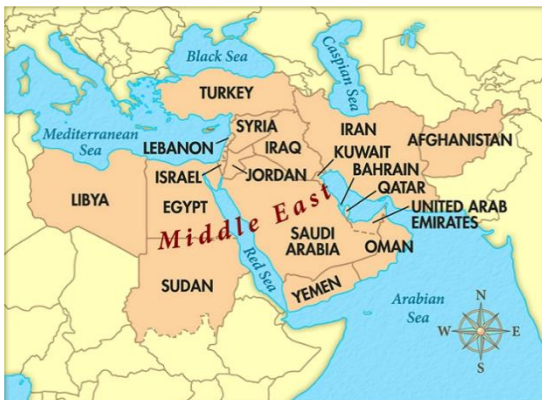 Black Sea
Caspian Sea
TURKEY
Mediterranean
Sea
SYRIA
LEBANON
IRAQ
IRAN
AFGHANISTAN
KUWAIT
ISRAEL
JORDAN
BAHRAIN
QATAR
LIBYA
EGYPT
Middle East
UNITED ARAB
EMIRATES
SAUDI
ARABIA
OMAN
Red Sea
SUDAN
YEMEN
Arabian
Sea
N
W
E
S